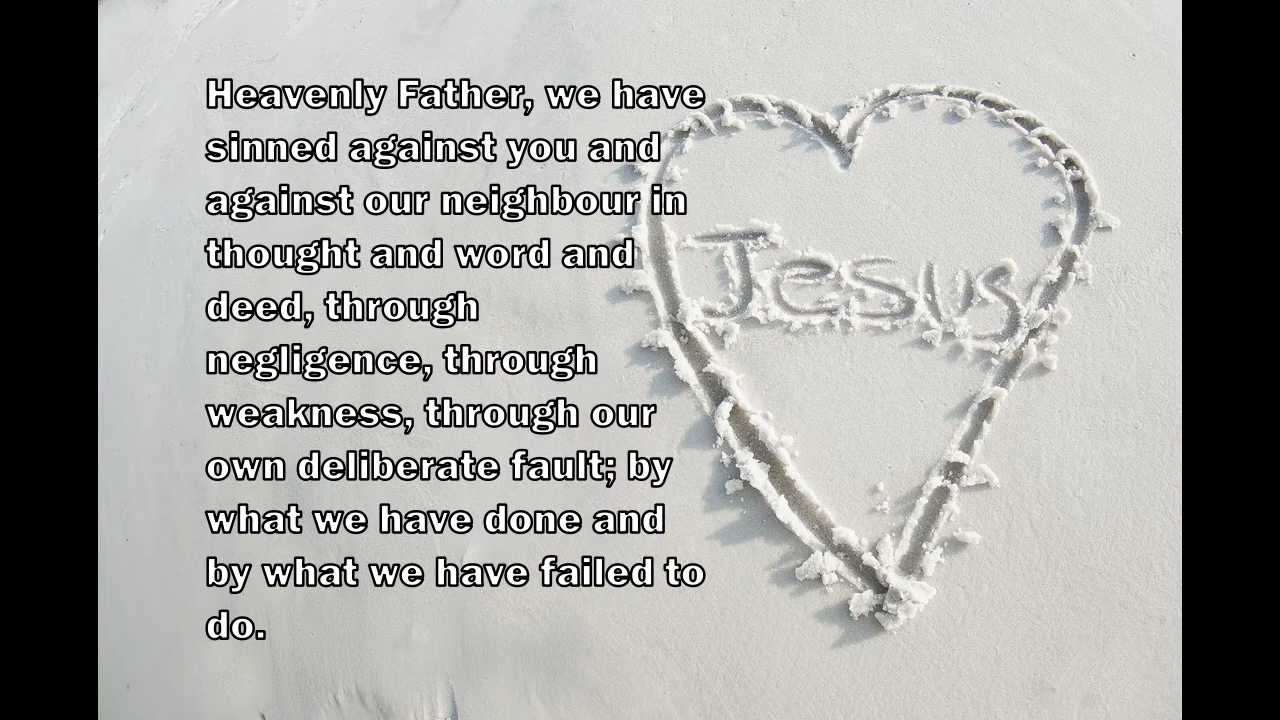 Heavenly Father, we have
sinned against you and
against our neighbour in
thought and word and
deed, through
negligence, through
weakness, through our
own deliberate fault; by
what we have done and
by what we have failed to
do.
Jesus